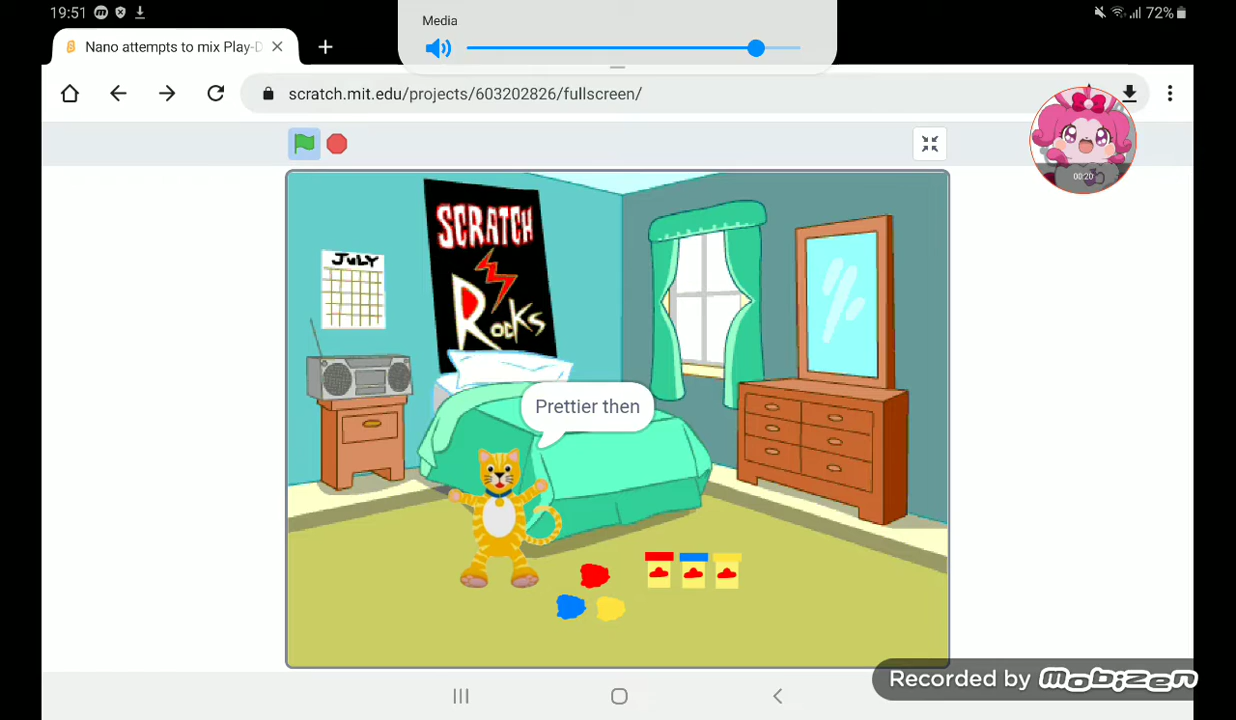 19:51
72%
Media
Nano attempts to mix Play-D
scratch.mit.edu/projects/603202826/fullscreen/
00:20
JULY
SCRATCH
Rocks
Prettier then
Recorded by mobizen